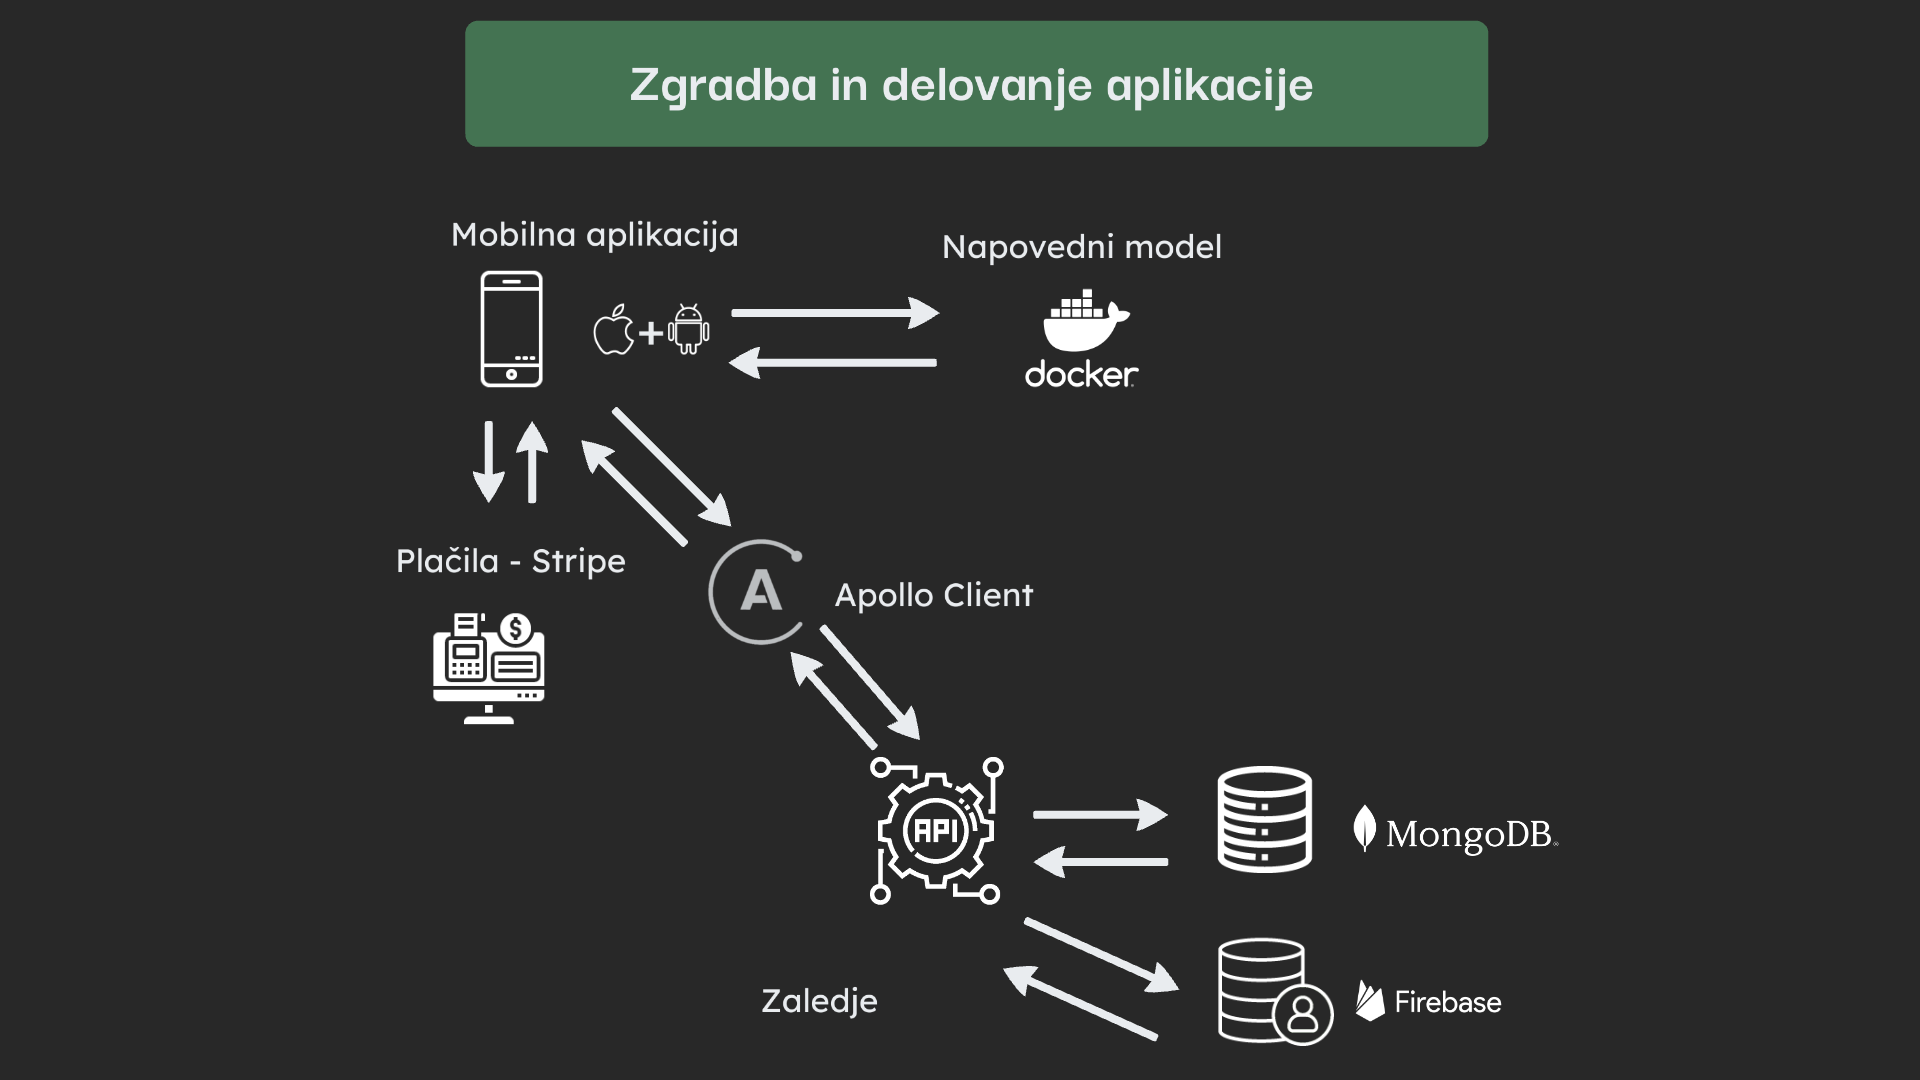 Zgradba in delovanje aplikacije
Mobilna aplikacija
Napovedni model
docker
Plačila - Stripe
A
Apollo Client
API
MongoDB®
Zaledje
Firebase
$